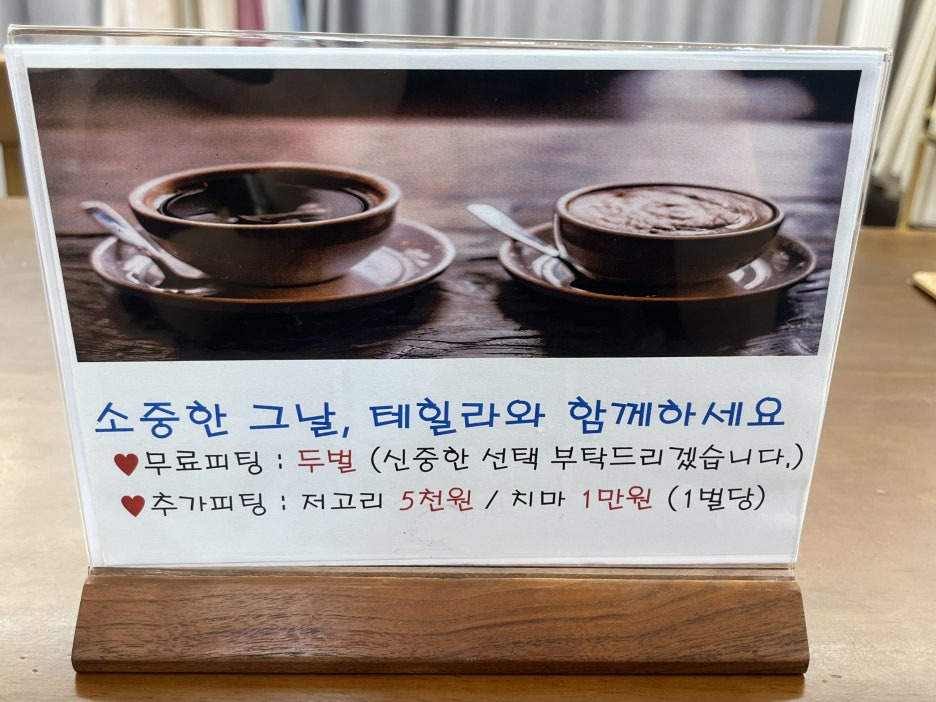 소중한 그날, 테힐라와 함께하세요
♥무료피팅 : 두벌 (신중한 선택 부탁드리겠습니다.)
♥추가피팅 : 저고리 5천원 / 치마 1만원 (1벌당)